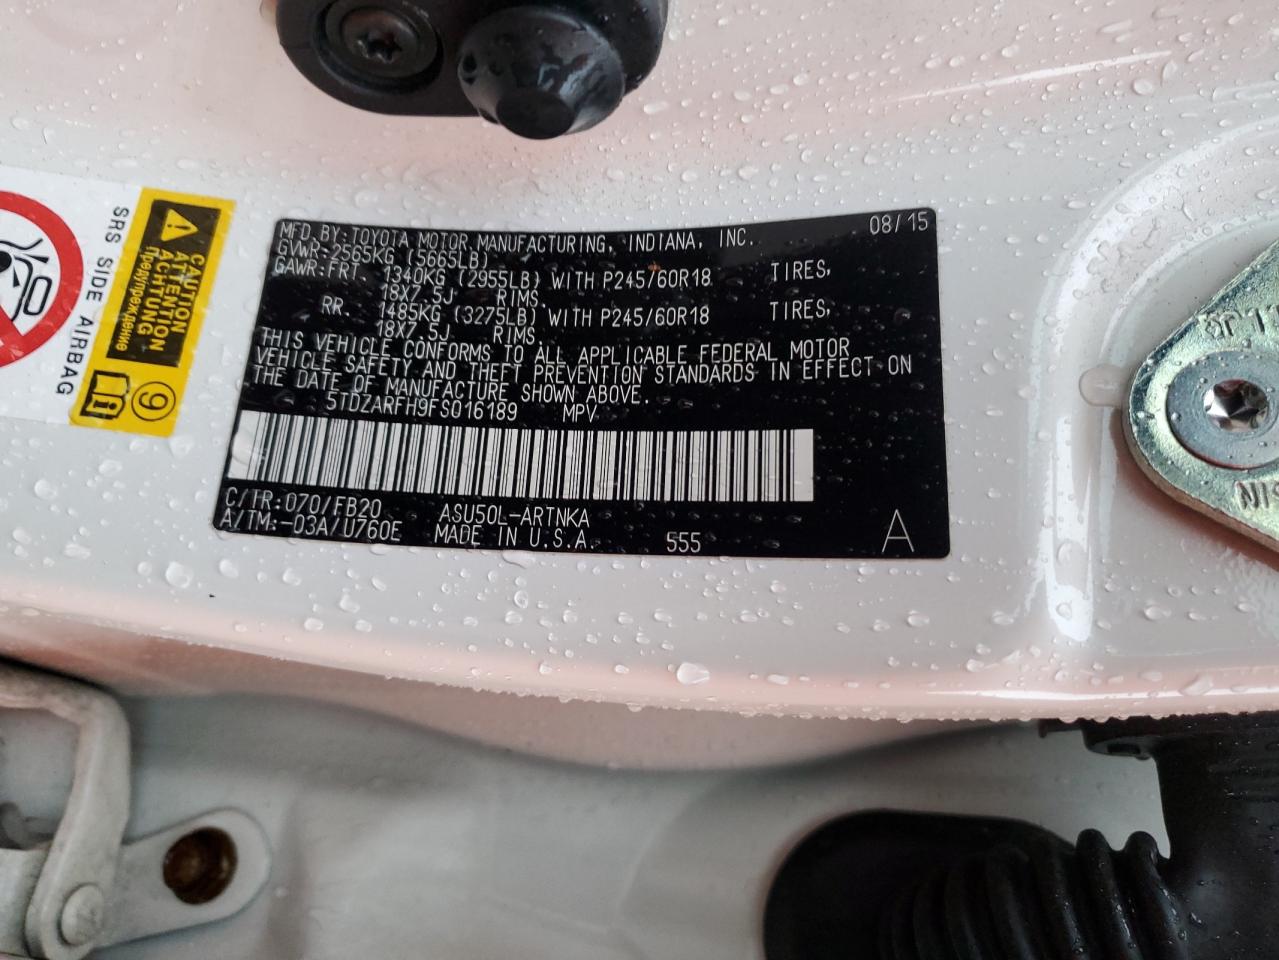 MFD. BY: TOYOTA MOTOR MANUFACTURING, INDIANA, INC. 08/15
GVWR: 2565KG (5665LB)
GAWR: FRT. 1340KG (2955LB) WITH P245/60R18 TIRES,
18X7.5J RIMS.
RR. 1485KG (3275LB) WITH P245/60R18 TIRES,
18X7.5J RIMS.
THIS VEHICLE CONFORMS TO ALL APPLICABLE FEDERAL MOTOR
VEHICLE SAFETY AND THEFT PREVENTION STANDARDS IN EFFECT ON
THE DATE OF MANUFACTURE SHOWN ABOVE.
5TDZARFH9FS016189 MPV
C/TR: 070/FB20 ASU50L-ARTNKA
A/TM: -03A/U760E MADE IN U.S.A. 555 A
SRS SIDE AIRBAG
CAUTION
ATTENTION
ACHTUNG
Предупреждение
9